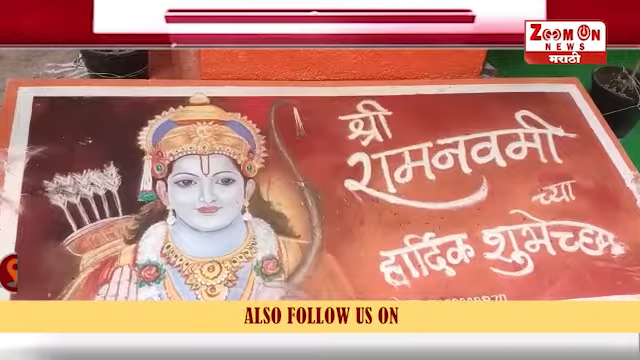 ZOOM ON
NEWS
मराठी
श्री
रामनवमी
च्या
हार्दिक शुभेच्छा
ALSO FOLLOW US ON